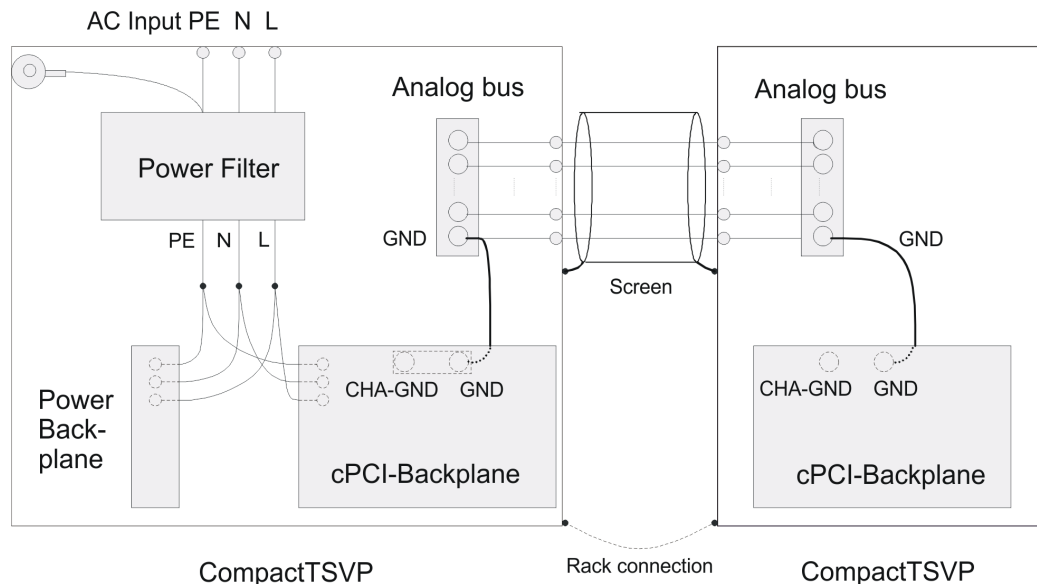 AC Input PE N L
Analog bus
Analog bus
Power Filter
PE N L
GND
GND
Screen
CHA-GND GND
CHA-GND GND
Power
Back-
plane
cPCI-Backplane
cPCI-Backplane
Rack connection
CompactTSVP
CompactTSVP